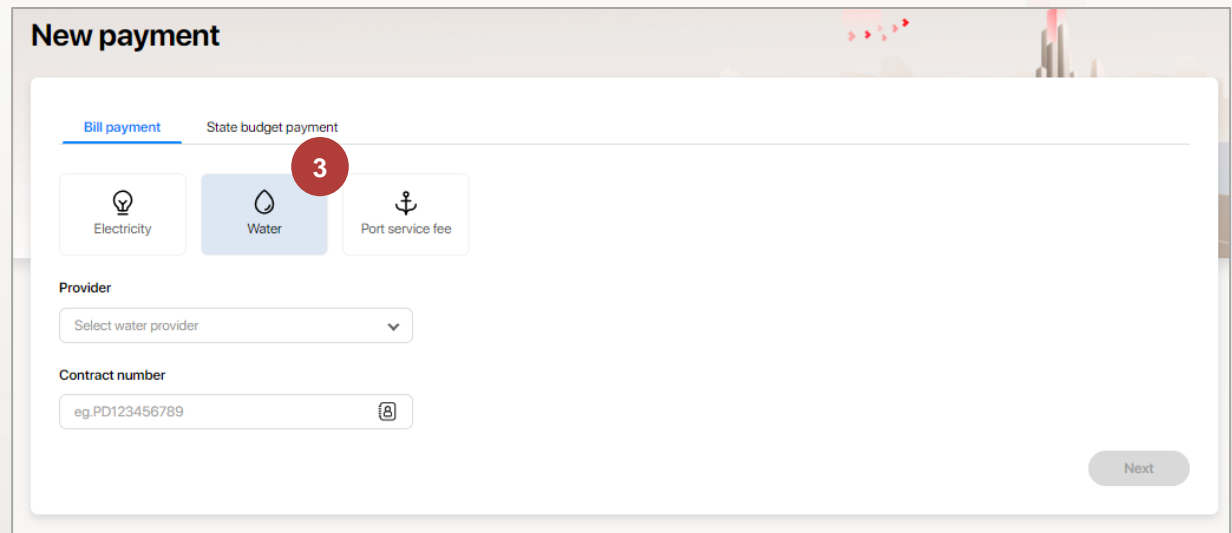 New payment
Bill payment State budget payment
3
Electricity Water Port service fee
Provider
Select water provider
Contract number
eg.PD123456789
Next